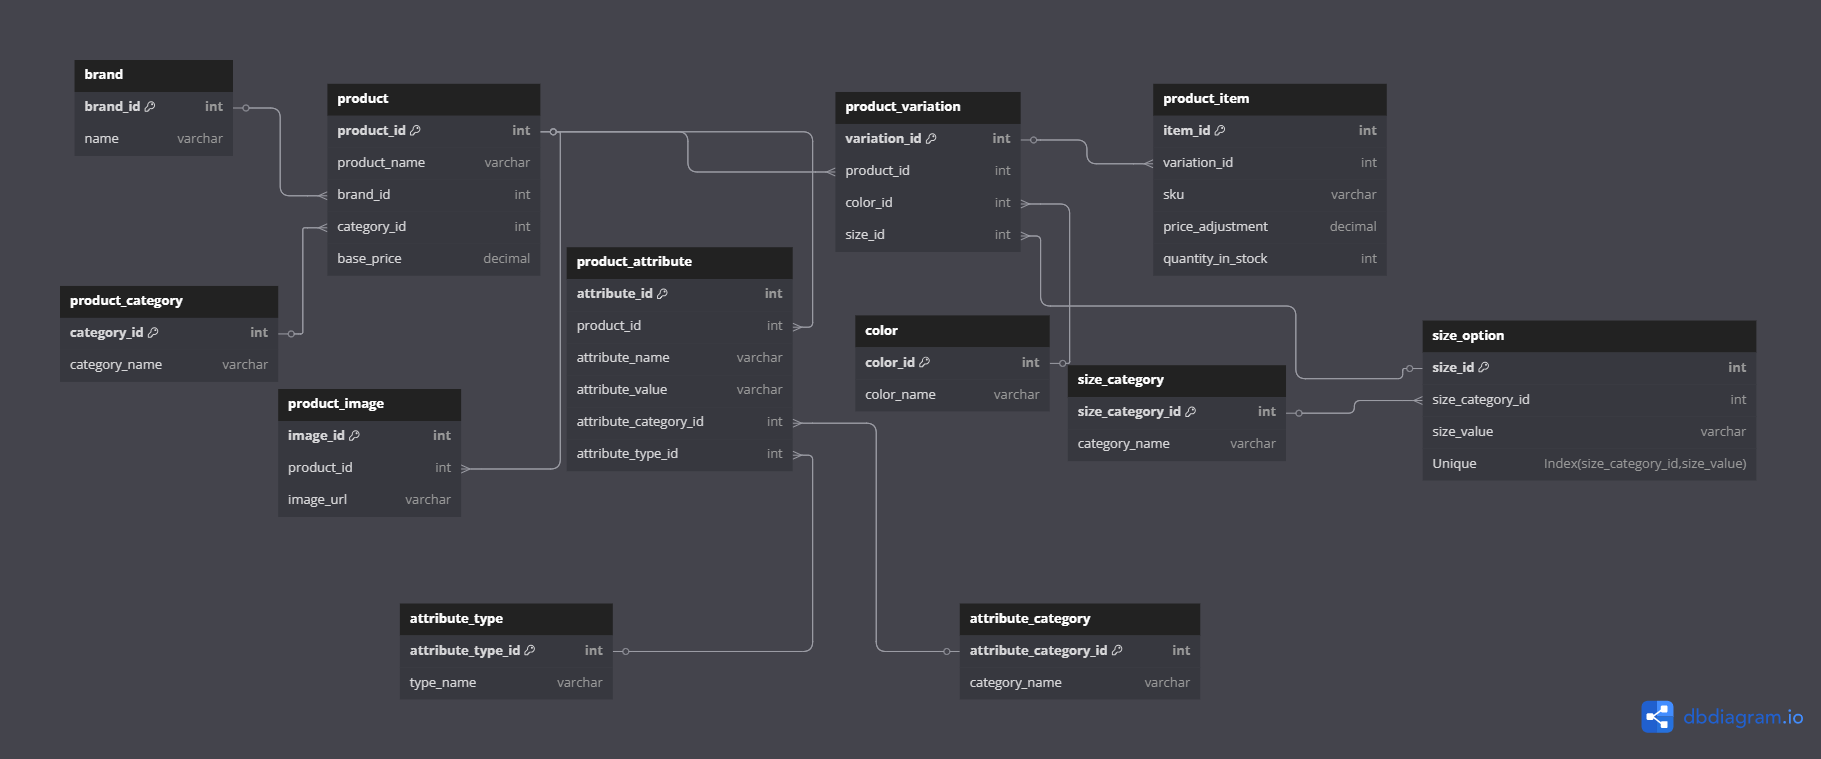 brand
brand_id int
name varchar
product
product_id int
product_name varchar
brand_id int
category_id int
base_price decimal
product_variation
variation_id int
product_id int
color_id int
size_id int
product_item
item_id int
variation_id int
sku varchar
price_adjustment decimal
quantity_in_stock int
product_category
category_id int
category_name varchar
product_attribute
attribute_id int
product_id int
attribute_name varchar
attribute_value varchar
attribute_category_id int
attribute_type_id int
color
color_id int
color_name varchar
size_category
size_category_id int
category_name varchar
size_option
size_id int
size_category_id int
size_value varchar
Unique Index(size_category_id,size_value)
product_image
image_id int
product_id int
image_url varchar
attribute_type
attribute_type_id int
type_name varchar
attribute_category
attribute_category_id int
category_name varchar
dbdiagram.io